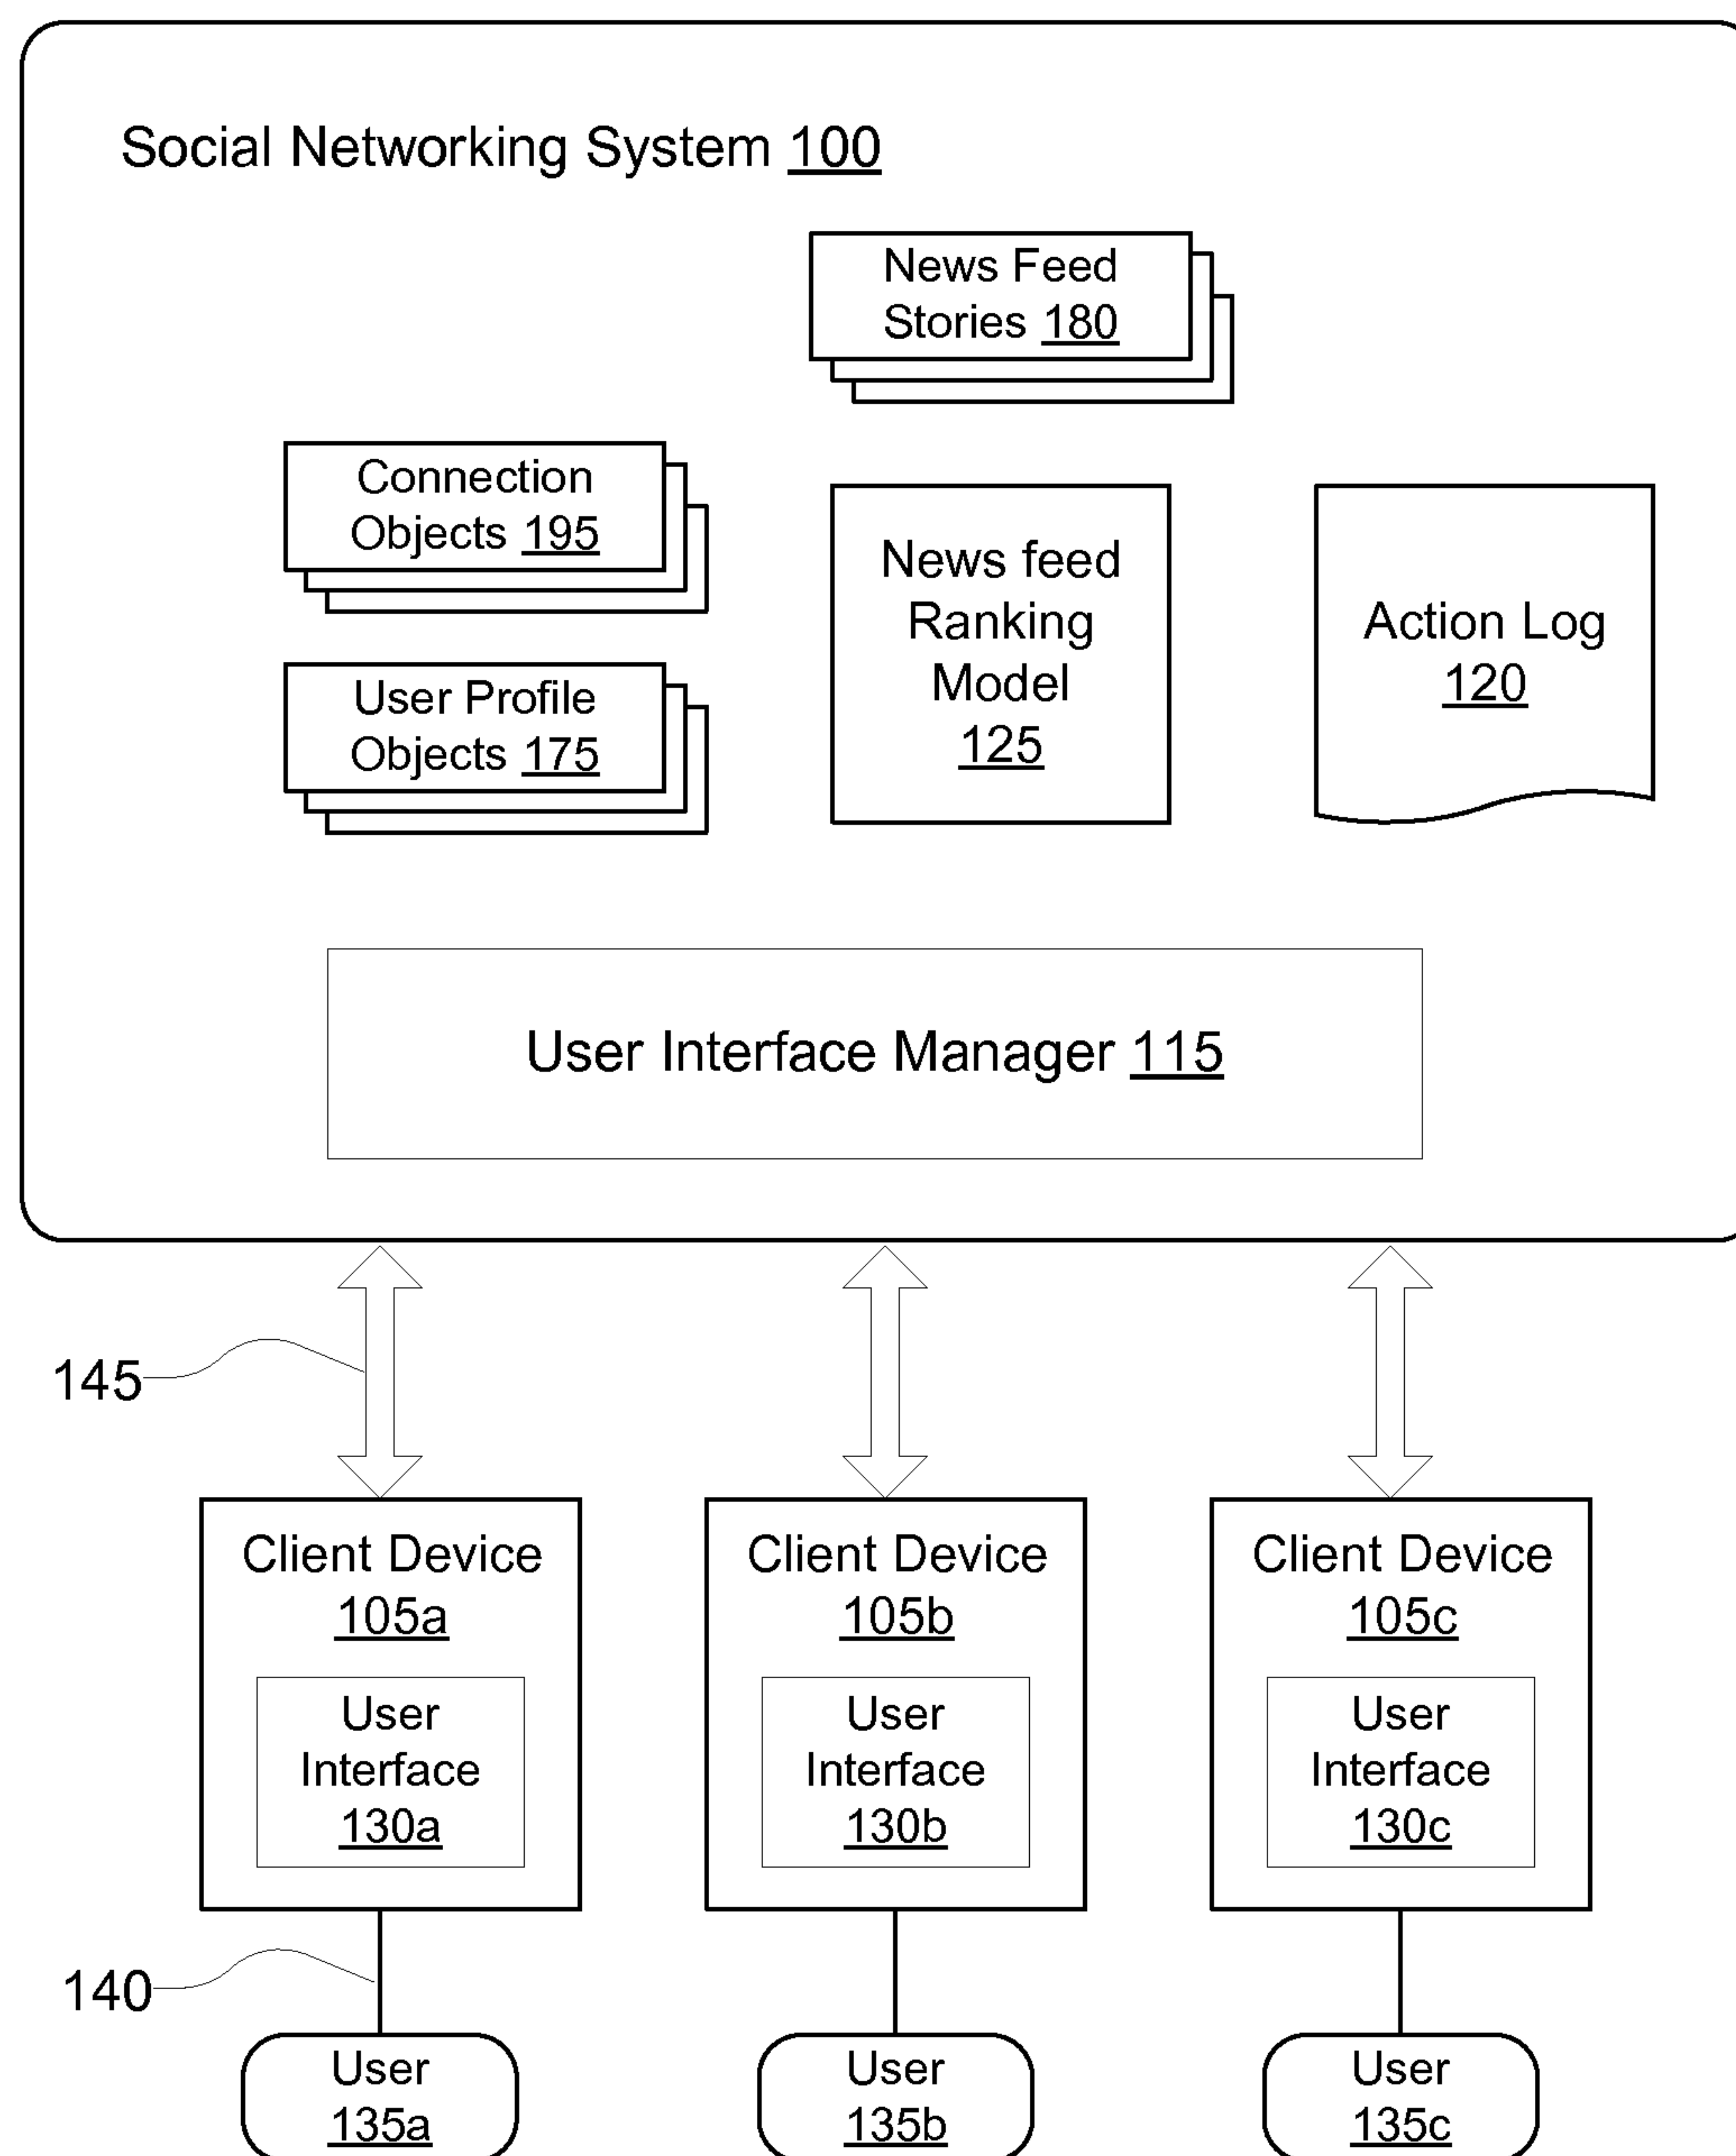 Social Networking System 100
News Feed
Stories 180
Connection
Objects 195
News feed
Ranking
Model
125
Action Log
120
User Profile
Objects 175
User Interface Manager 115
145
Client Device
105a
User
Interface
130a
Client Device
105b
User
Interface
130b
Client Device
105c
User
Interface
130c
140
User
135a
User
135b
User
135c